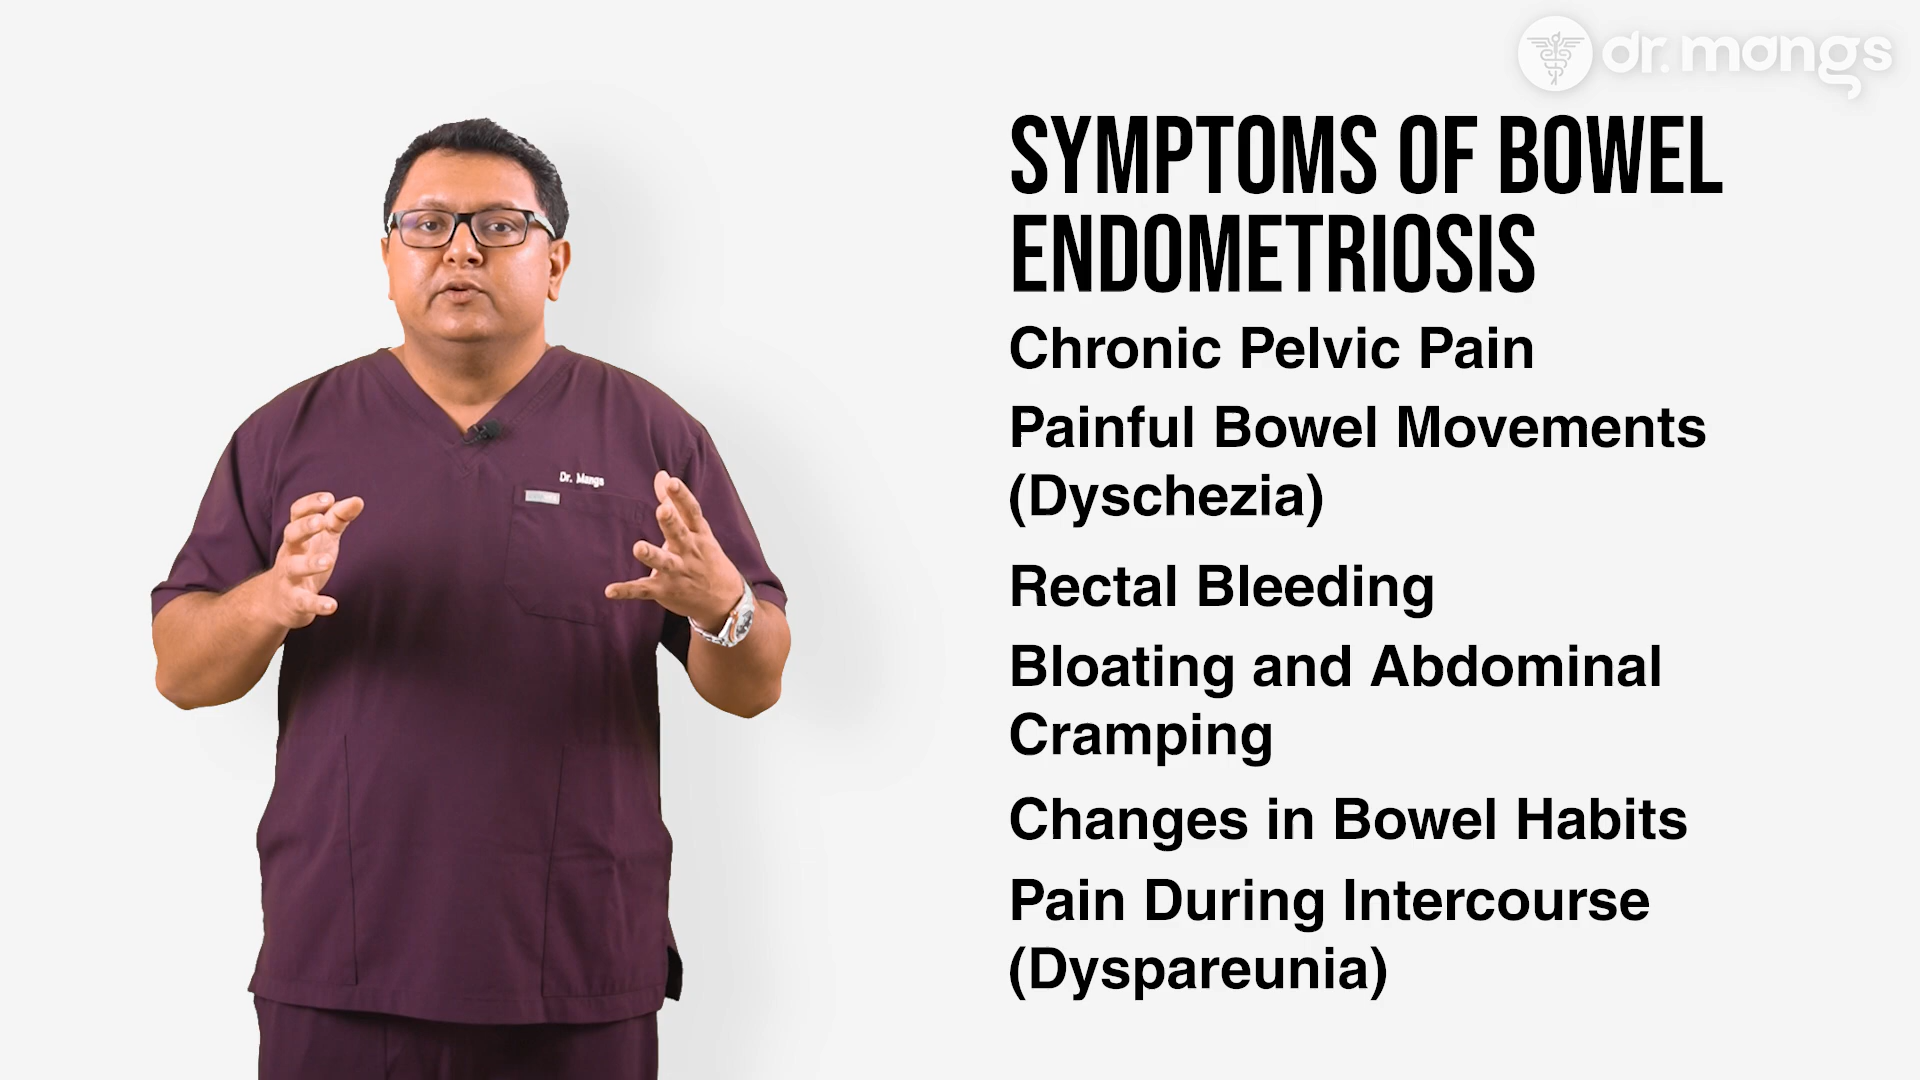 dr. mangs
SYMPTOMS OF BOWEL
ENDOMETRIOSIS
Chronic Pelvic Pain
Painful Bowel Movements
(Dyschezia)
Rectal Bleeding
Bloating and Abdominal
Cramping
Changes in Bowel Habits
Pain During Intercourse
(Dyspareunia)
Dr. Mangs